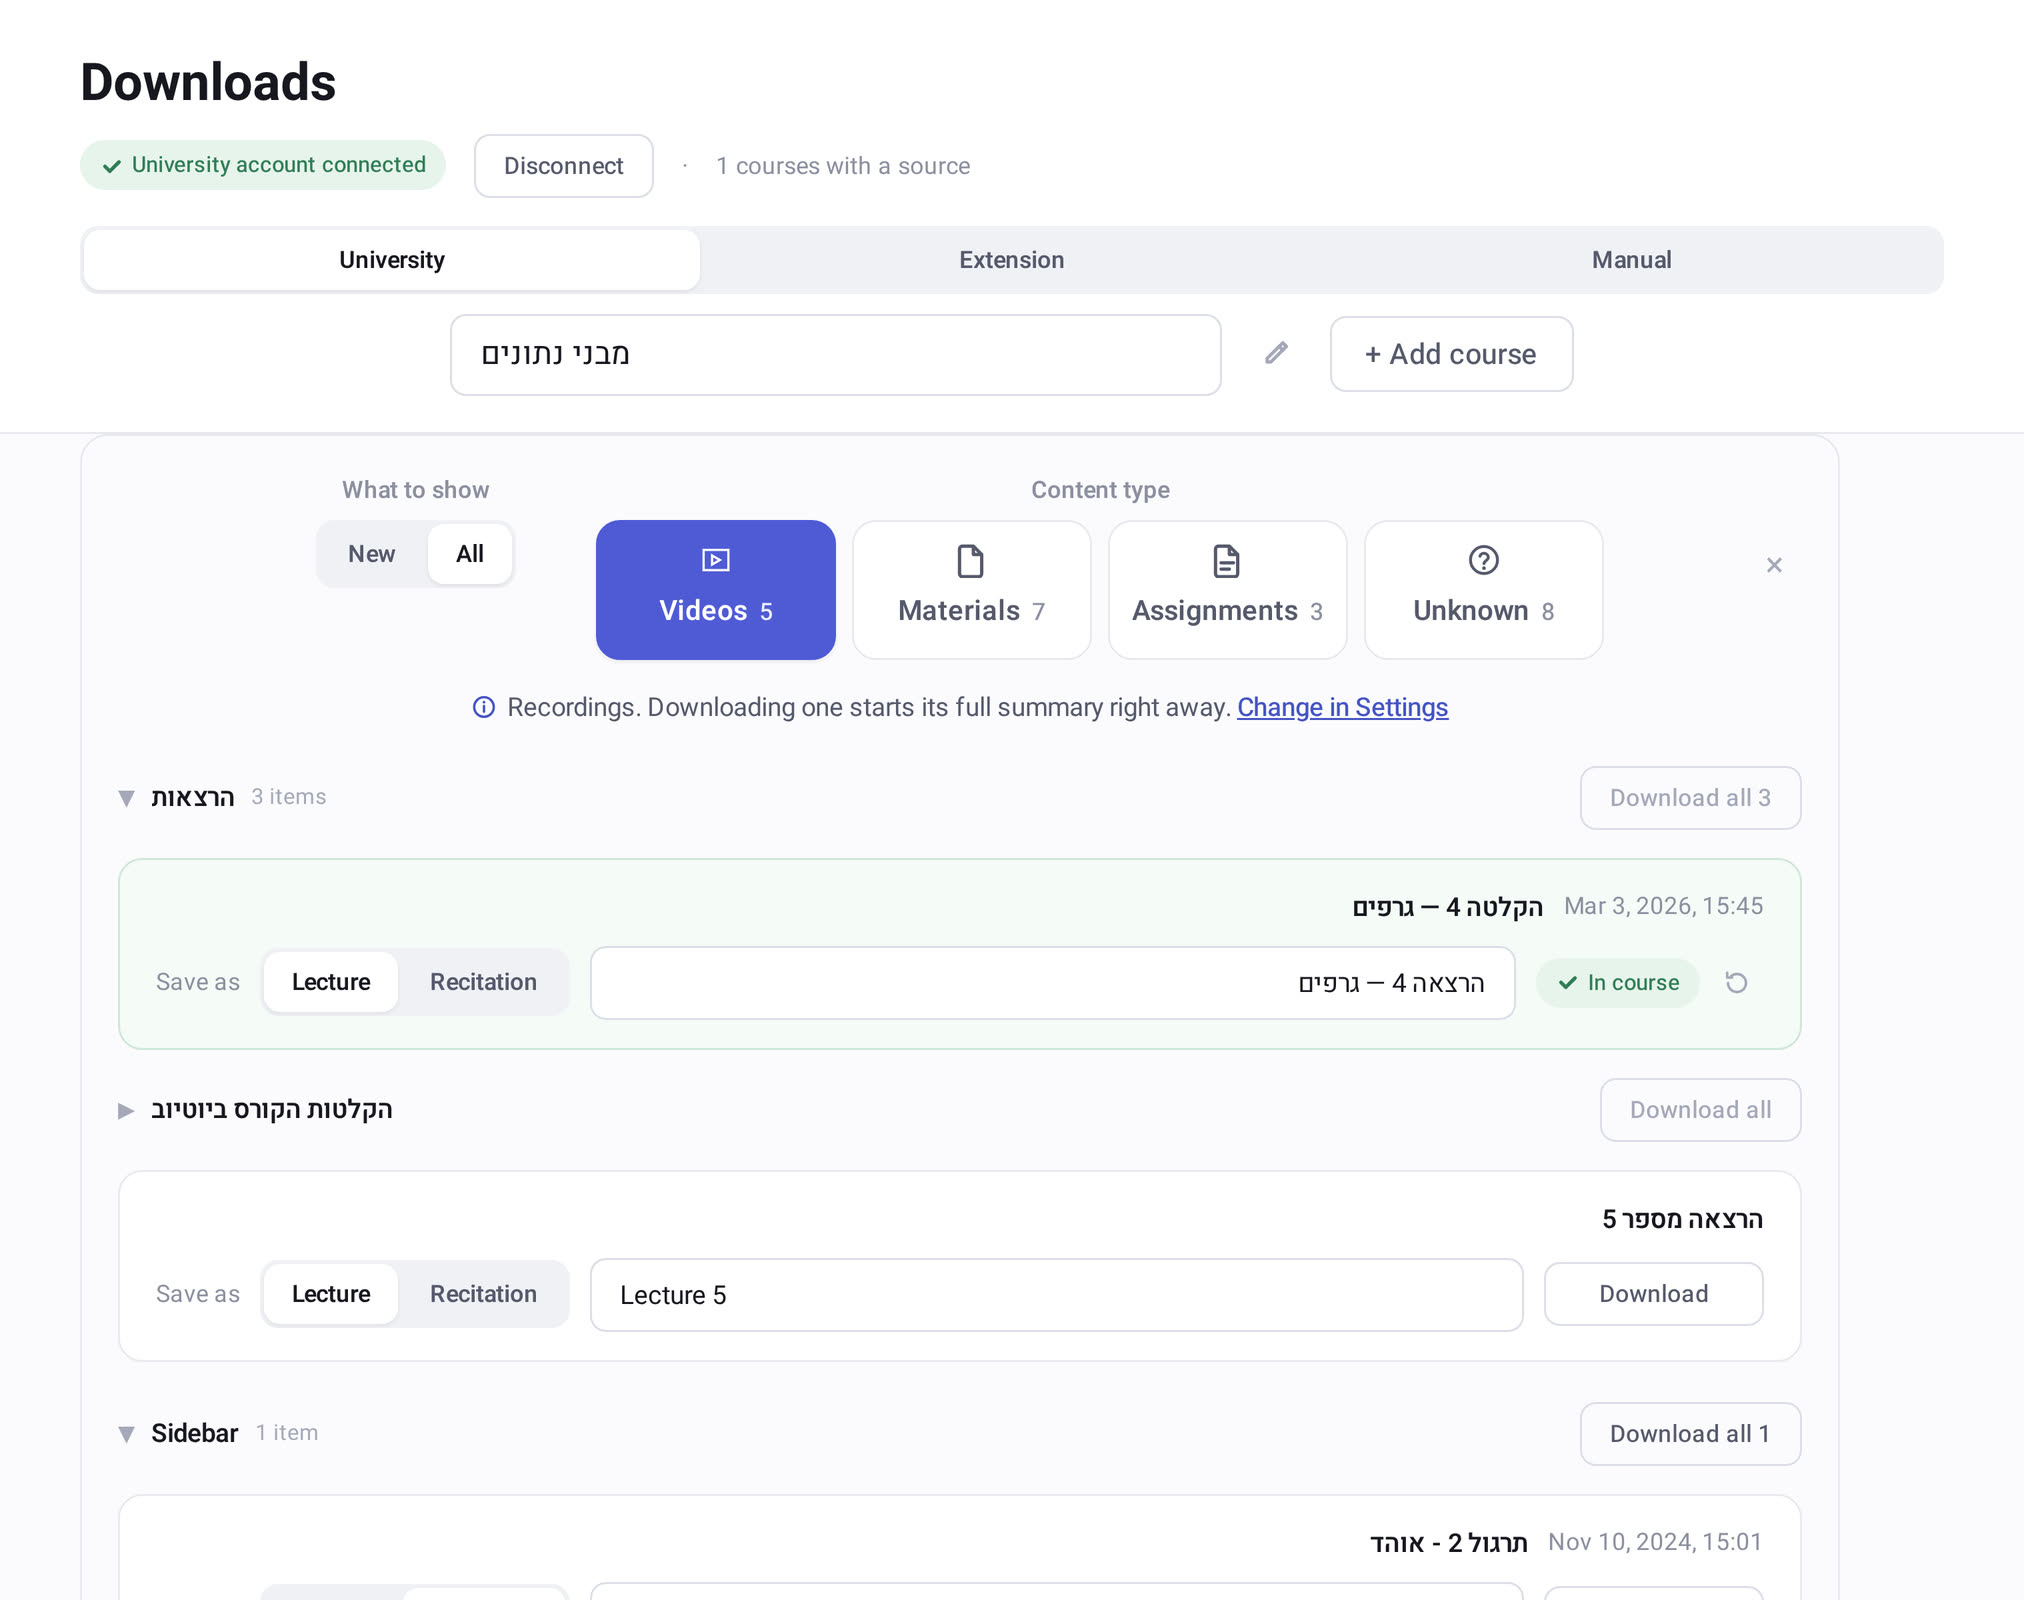 Downloads
University account connected Disconnect · 1 courses with a source
University Extension Manual
מבני נתונים + Add course
What to show Content type
New All
Videos 5 Materials 7 Assignments 3 Unknown 8
Recordings. Downloading one starts its full summary right away. Change in Settings
הרצאות 3 items Download all 3
הקלטה 4 — גרפים Mar 3, 2026, 15:45
Save as Lecture Recitation הרצאה 4 — גרפים In course
הקלטות הקורס ביוטיוב Download all
הרצאה מספר 5
Save as Lecture Recitation Lecture 5 Download
Sidebar 1 item Download all 1
תרגול 2 - אוהד Nov 10, 2024, 15:01